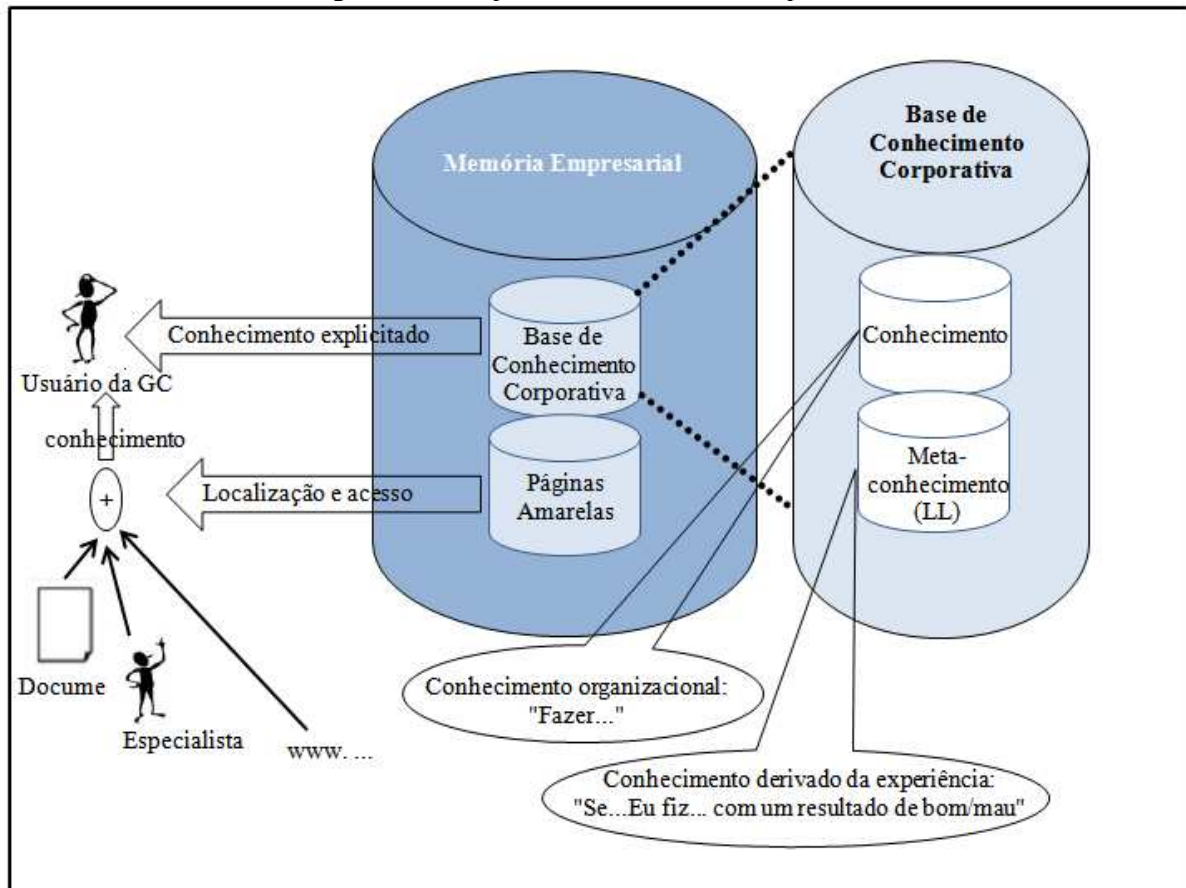 Memória Empresarial
Base de
Conhecimento
Corporativa
Conhecimento explicitado
Usuário da GC
conhecimento
+
Localização e acesso
Base de
Conhecimento
Corporativa
Páginas
Amarelas
Conhecimento
Meta-
conhecimento
(LL)
Docume
Especialista
www. ...
Conhecimento organizacional:
"Fazer..."
Conhecimento derivado da experiência:
"Se...Eu fiz... com um resultado de bom/mau"